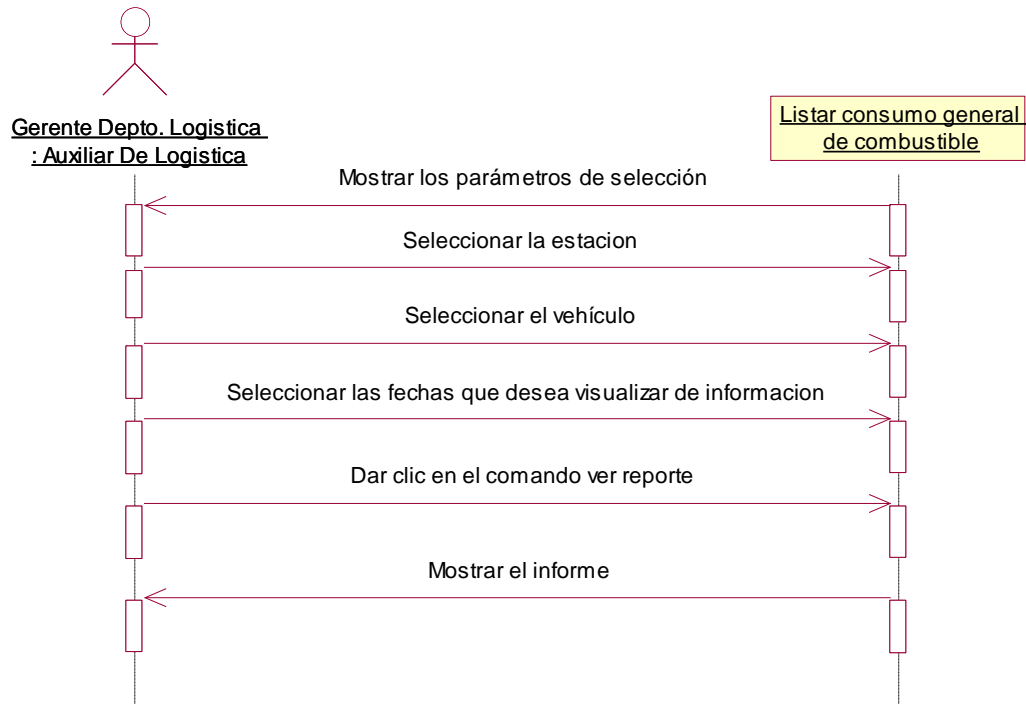 Gerente Depto. Logistica
: Auxiliar De Logistica
Listar consumo general
de combustible
Mostrar los parámetros de selección
Seleccionar la estacion
Seleccionar el vehículo
Seleccionar las fechas que desea visualizar de informacion
Dar clic en el comando ver reporte
Mostrar el informe